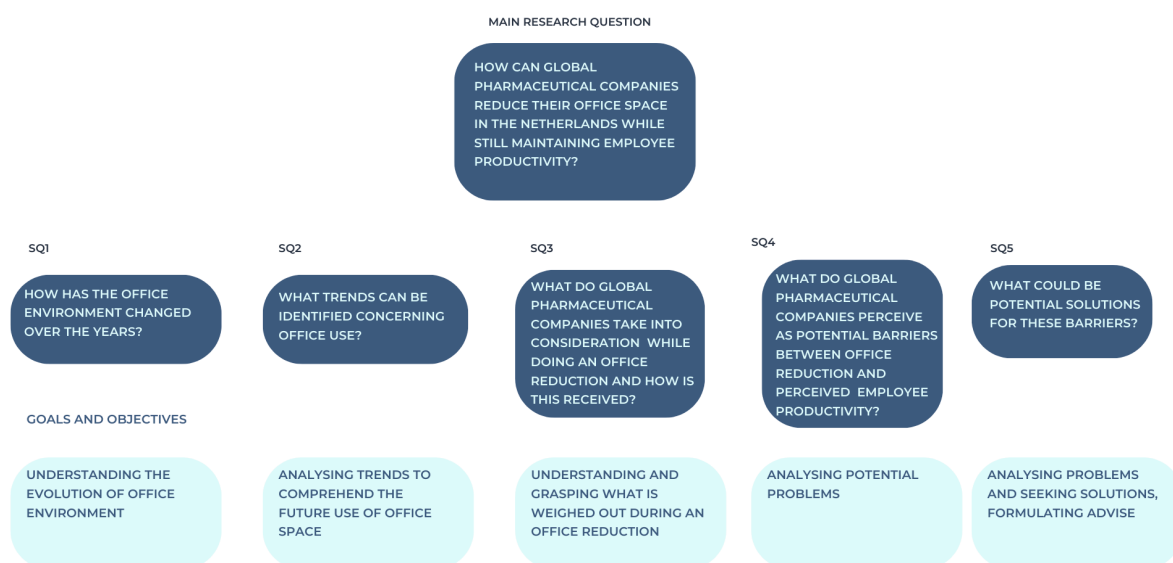 MAIN RESEARCH QUESTION
HOW CAN GLOBAL
PHARMACEUTICAL COMPANIES
REDUCE THEIR OFFICE SPACE
IN THE NETHERLANDS WHILE
STILL MAINTAINING EMPLOYEE
PRODUCTIVITY?
SQ1
HOW HAS THE OFFICE
ENVIRONMENT CHANGED
OVER THE YEARS?
SQ2
WHAT TRENDS CAN BE
IDENTIFIED CONCERNING
OFFICE USE?
SQ3
WHAT DO GLOBAL
PHARMACEUTICAL
COMPANIES TAKE INTO
CONSIDERATION WHILE
DOING AN OFFICE
REDUCTION AND HOW IS
THIS RECEIVED?
SQ4
WHAT DO GLOBAL
PHARMACEUTICAL
COMPANIES PERCEIVE
AS POTENTIAL BARRIERS
BETWEEN OFFICE
REDUCTION AND
PERCEIVED EMPLOYEE
PRODUCTIVITY?
SQ5
WHAT COULD BE
POTENTIAL SOLUTIONS
FOR THESE BARRIERS?
GOALS AND OBJECTIVES
UNDERSTANDING THE
EVOLUTION OF OFFICE
ENVIRONMENT
ANALYSING TRENDS TO
COMPREHEND THE
FUTURE USE OF OFFICE
SPACE
UNDERSTANDING AND
GRASPING WHAT IS
WEIGHED OUT DURING AN
OFFICE REDUCTION
ANALYSING POTENTIAL
PROBLEMS
ANALYSING PROBLEMS
AND SEEKING SOLUTIONS,
FORMULATING ADVISE